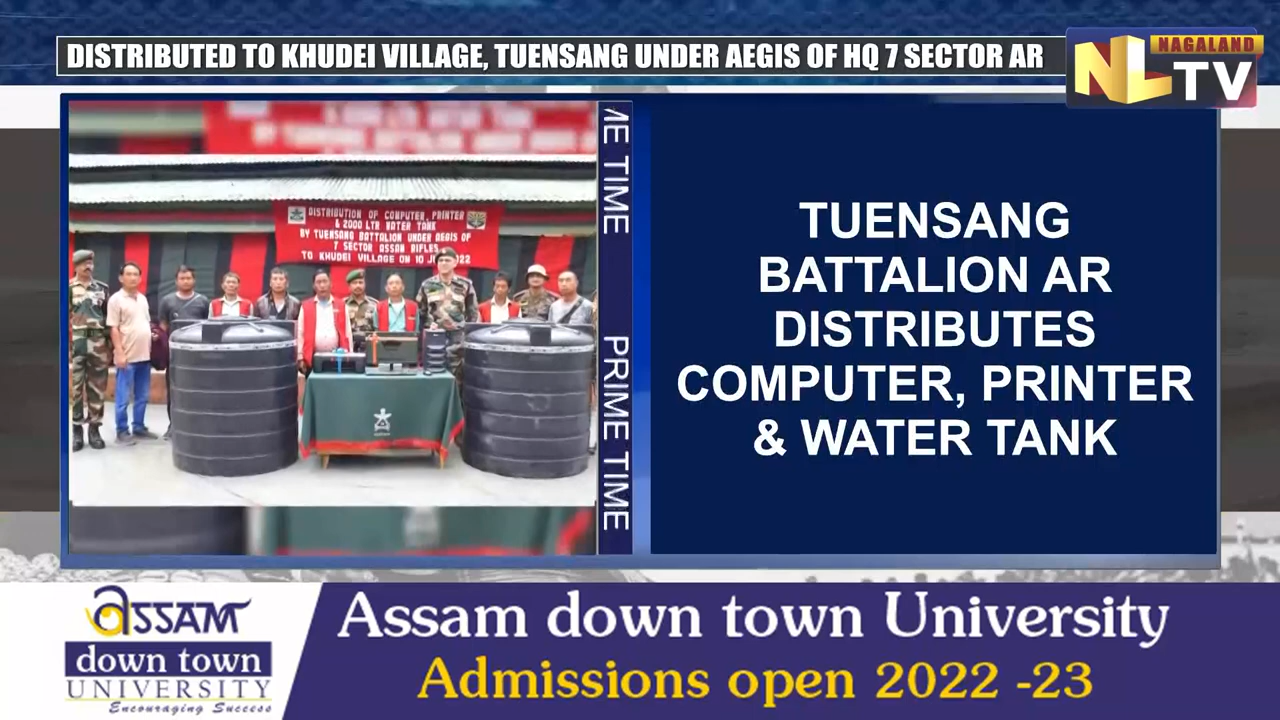 DISTRIBUTED TO KHUDEI VILLAGE, TUENSANG UNDER AEGIS OF HQ 7 SECTOR AR
NAGALAND
NLTV
DISTRIBUTION OF COMPUTER, PRINTER
& 2000 LTR WATER TANK
BY TUENSANG BATTALION UNDER AEGIS OF
7 SECTOR ASSAM RIFLES
TO KHUDEI VILLAGE ON 10 2022
TIME
PRIME TIME
TUENSANG
BATTALION AR
DISTRIBUTES
COMPUTER, PRINTER
& WATER TANK
ASSAM
down town
UNIVERSITY
Encouraging Success
Assam down town University
Admissions open 2022 -23